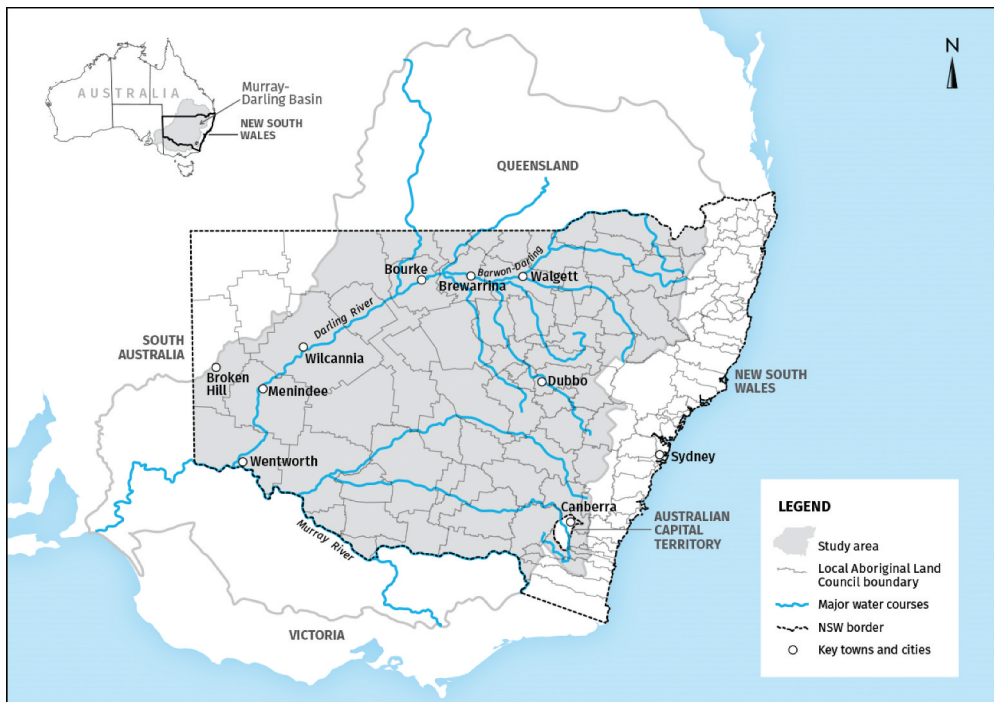 AUSTRALIA
Murray-
Darling Basin
NEW SOUTH
WALES
N
QUEENSLAND
Bourke
Barwon-Darling
Brewarrina
Walgett
Darling River
SOUTH
AUSTRALIA
Wilcannia
Broken
Hill
Menindee
Dubbo
NEW SOUTH
WALES
Wentworth
Sydney
Canberra
AUSTRALIAN
CAPITAL
TERRITORY
Murray River
VICTORIA
LEGEND
Study area
Local Aboriginal Land
Council boundary
Major water courses
NSW border
Key towns and cities